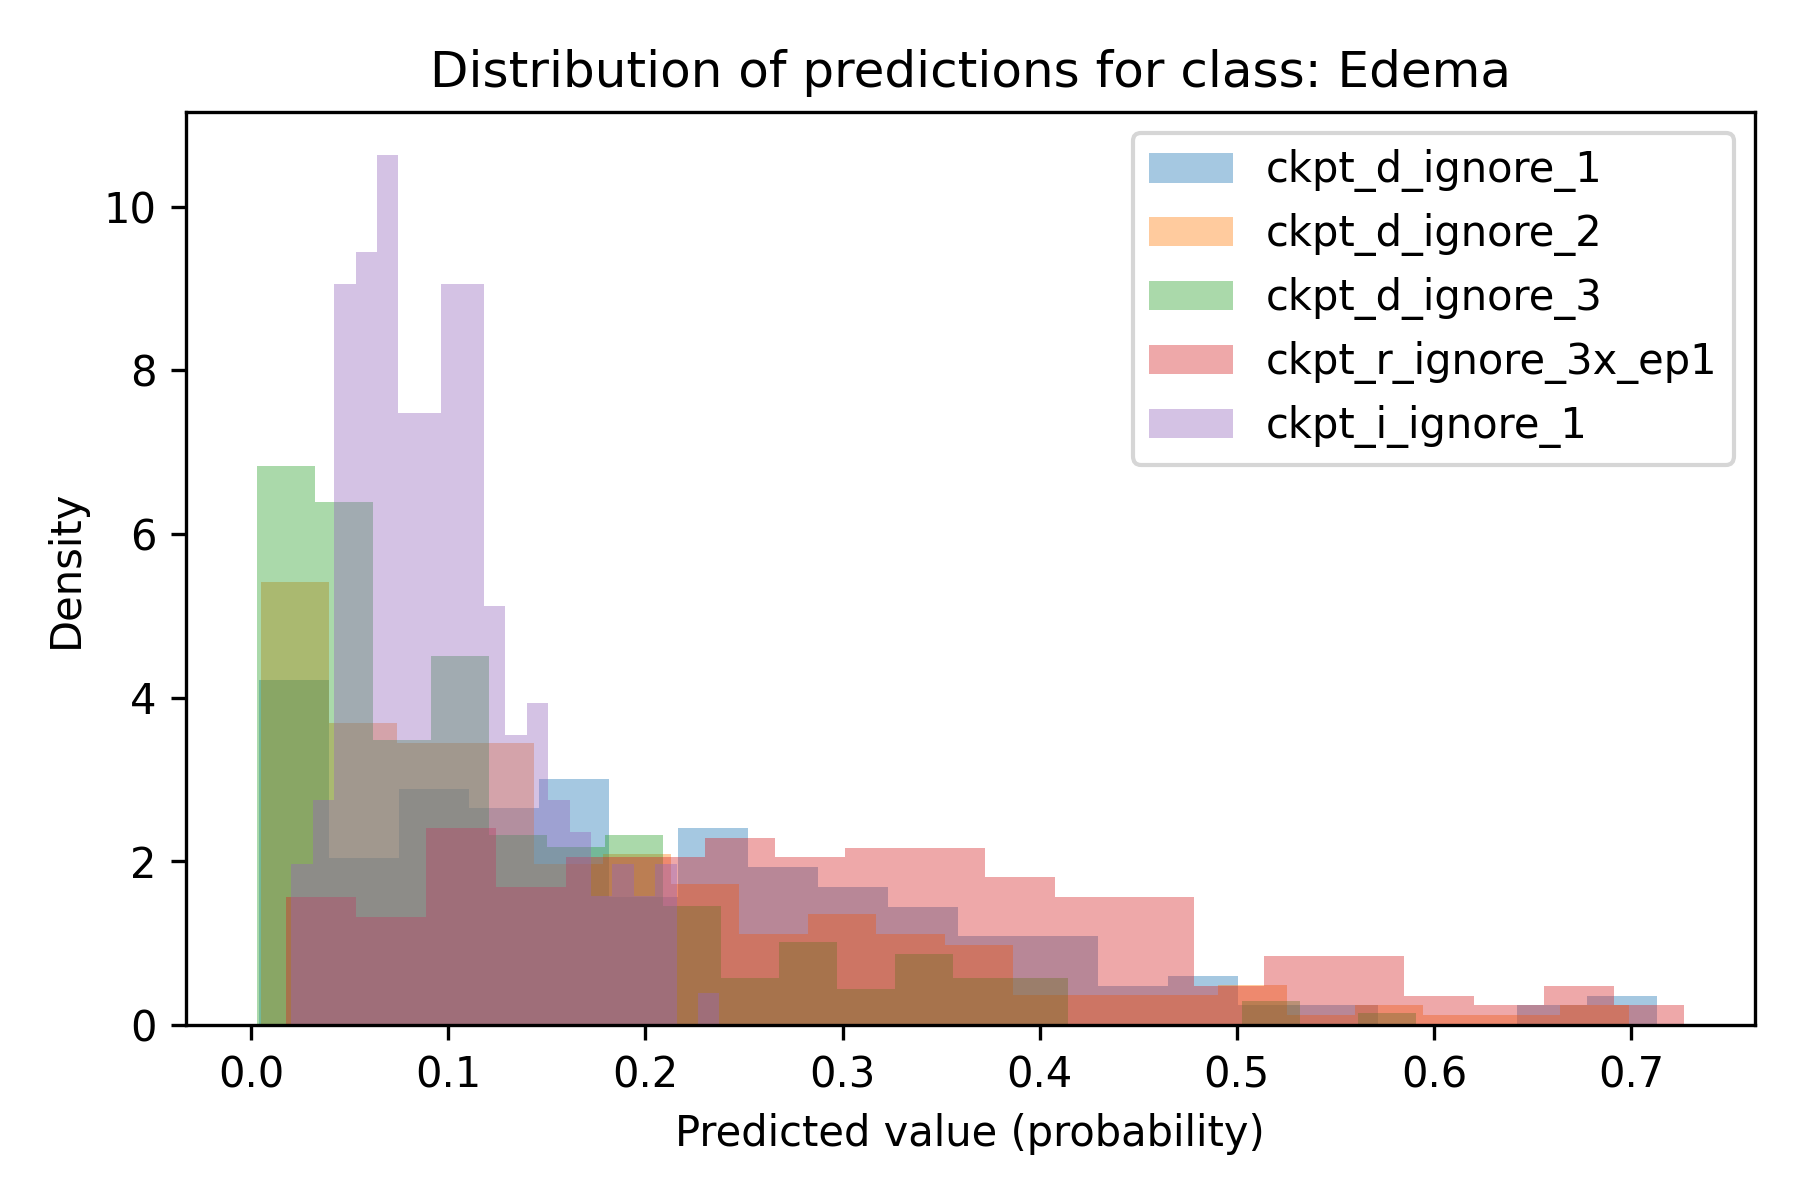 Distribution of predictions for class: Edema
ckpt_d_ignore_1
ckpt_d_ignore_2
ckpt_d_ignore_3
ckpt_r_ignore_3x_ep1
ckpt_i_ignore_1
Density
10
8
6
4
2
0
0.0 0.1 0.2 0.3 0.4 0.5 0.6 0.7
Predicted value (probability)